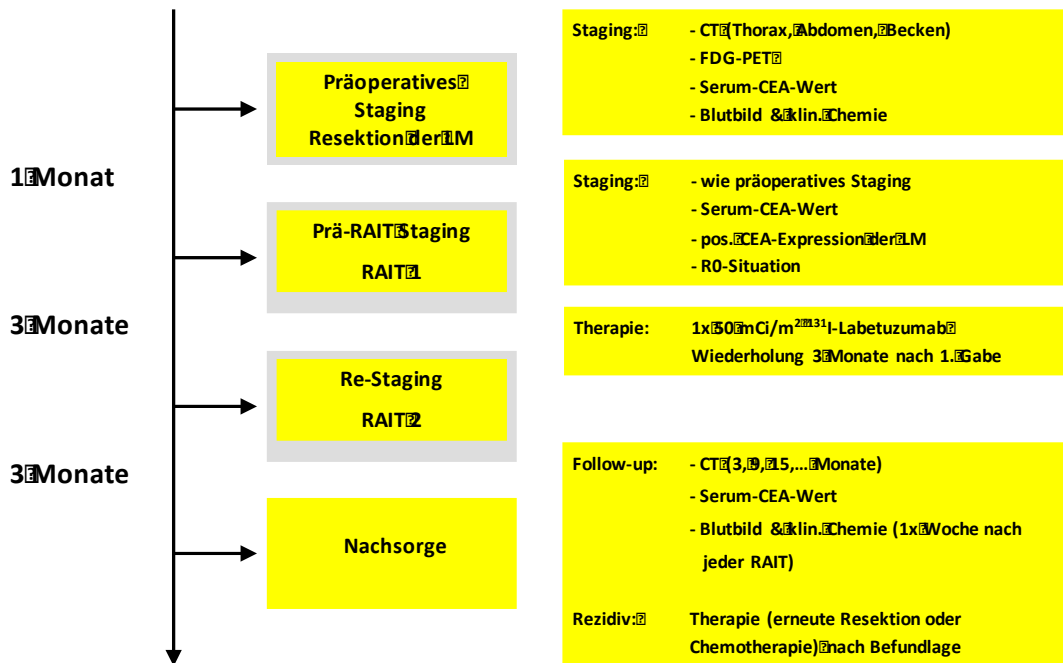 Präoperatives
Staging
Resektion der LM
1 Monat
Prä-RAIT Staging
RAIT 1
3 Monate
Re-Staging
RAIT 2
3 Monate
Nachsorge
Staging: - CT (Thorax, Abdomen, Becken)
- FDG-PET
- Serum-CEA-Wert
- Blutbild & klin. Chemie
Staging: - wie präoperatives Staging
- Serum-CEA-Wert
- pos. CEA-Expression der LM
- R0-Situation
Therapie: 1x 50 mCi/m² ¹³¹I-Labetuzumab
Wiederholung 3 Monate nach 1. Gabe
Follow-up: - CT (3, 9, 15,... Monate)
- Serum-CEA-Wert
- Blutbild & klin. Chemie (1x Woche nach
jeder RAIT)
Rezidiv: Therapie (erneute Resektion oder
Chemotherapie) nach Befundlage